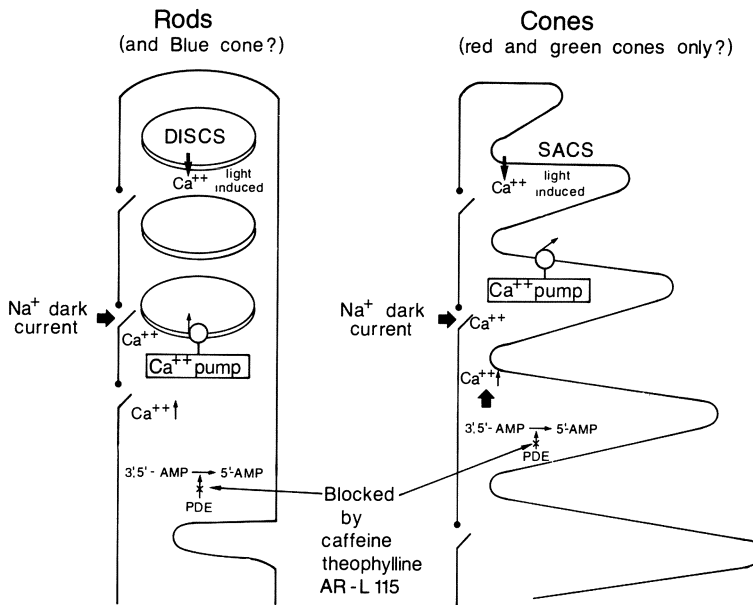 Rods
(and Blue cone?)
DISCS
Ca++
light
induced
Na+ dark
current
Ca++
Ca++ pump
Ca++
3',5'- AMP → 5'-AMP
PDE
Cones
(red and green cones only?)
SACS
Ca++
light
induced
Ca++ pump
Na+ dark
current
Ca++
Ca++
3',5'- AMP → 5'-AMP
PDE
Blocked
by
caffeine
theophylline
AR-L 115